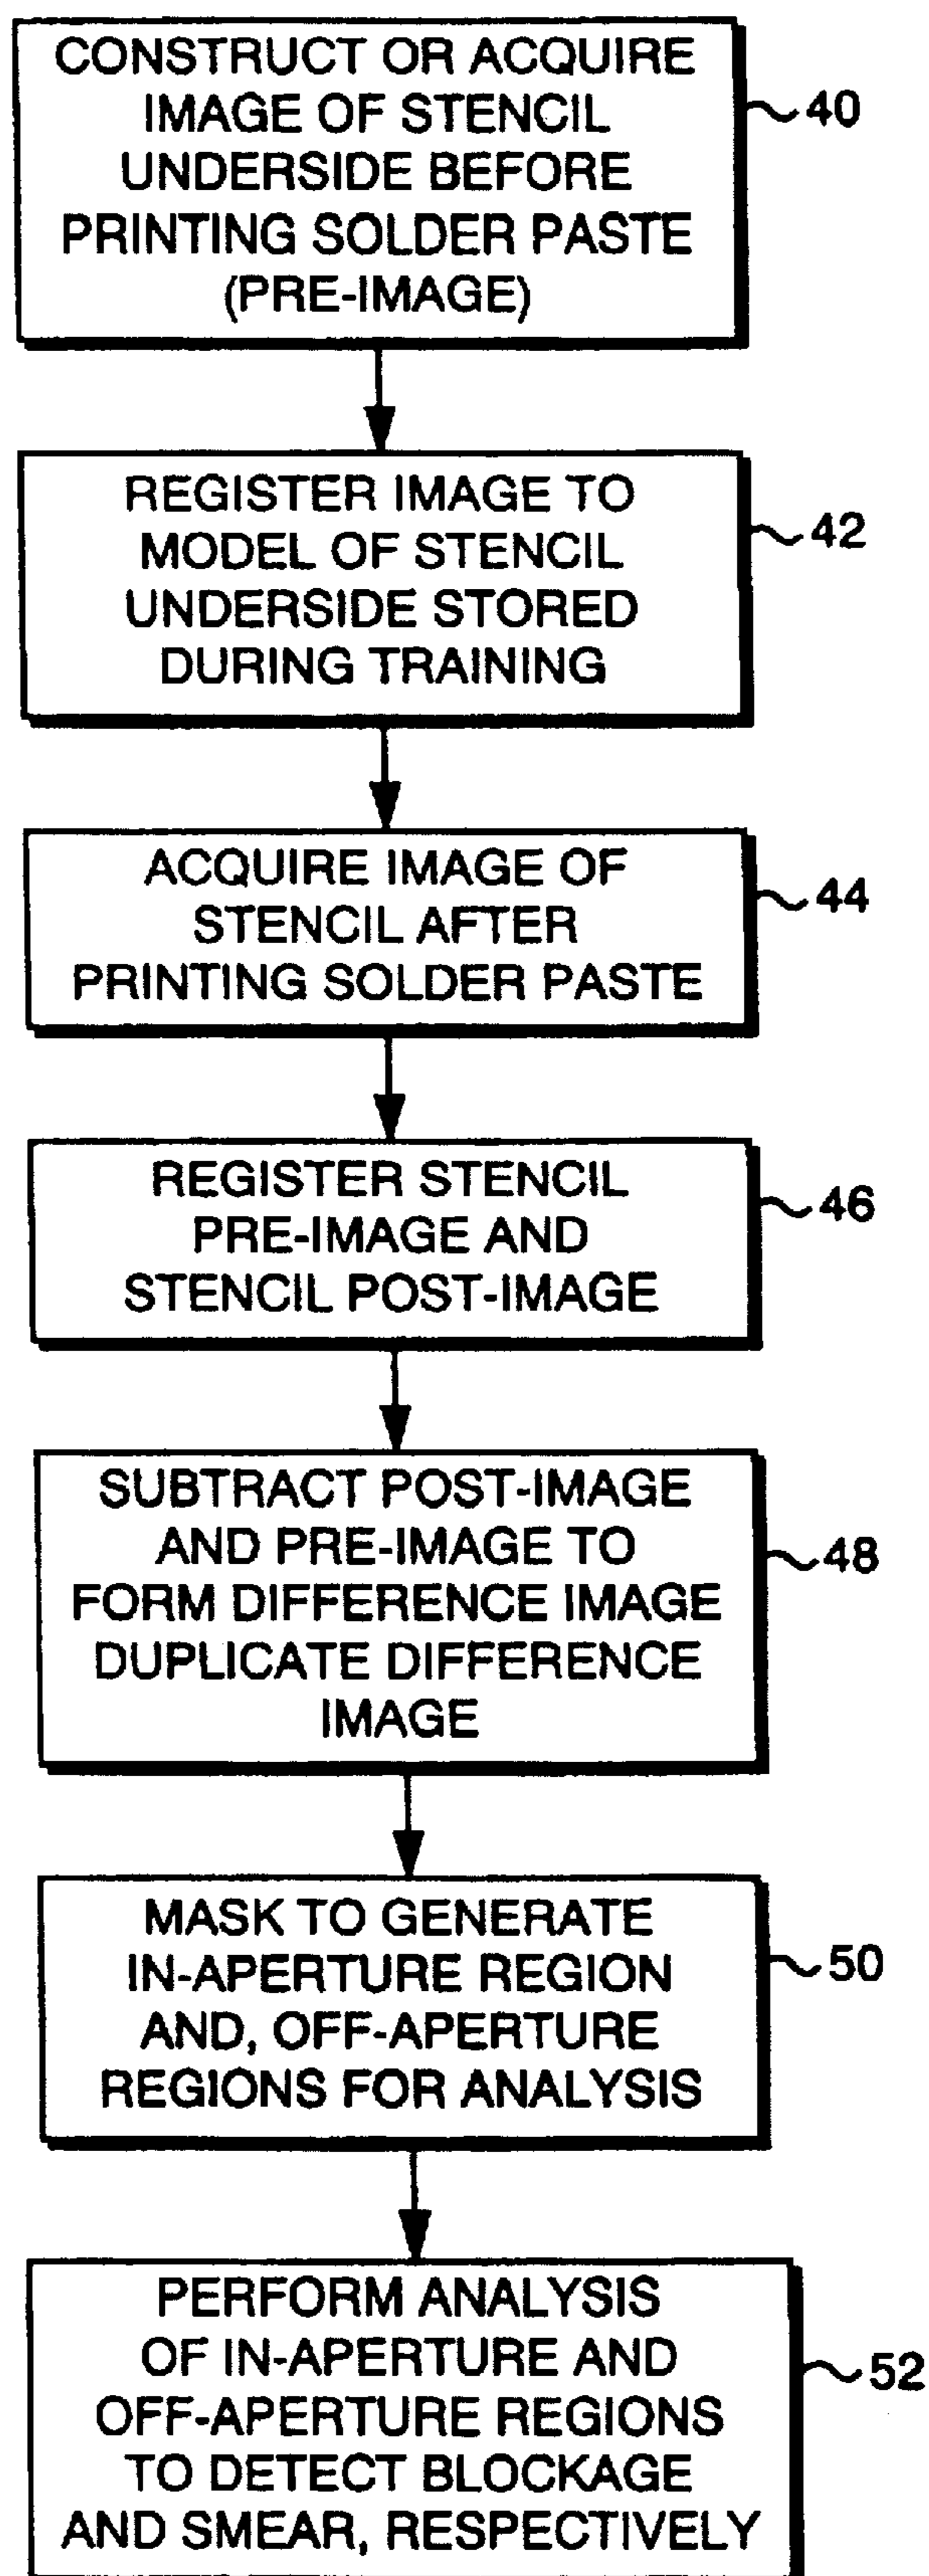 CONSTRUCT OR ACQUIRE
IMAGE OF STENCIL
UNDERSIDE BEFORE
PRINTING SOLDER PASTE
(PRE-IMAGE)
40
REGISTER IMAGE TO
MODEL OF STENCIL
UNDERSIDE STORED
DURING TRAINING
42
ACQUIRE IMAGE OF
STENCIL AFTER
PRINTING SOLDER PASTE
44
REGISTER STENCIL
PRE-IMAGE AND
STENCIL POST-IMAGE
46
SUBTRACT POST-IMAGE
AND PRE-IMAGE TO
FORM DIFFERENCE IMAGE
DUPLICATE DIFFERENCE
IMAGE
48
MASK TO GENERATE
IN-APERTURE REGION
AND, OFF-APERTURE
REGIONS FOR ANALYSIS
50
PERFORM ANALYSIS
OF IN-APERTURE AND
OFF-APERTURE REGIONS
TO DETECT BLOCKAGE
AND SMEAR, RESPECTIVELY
52